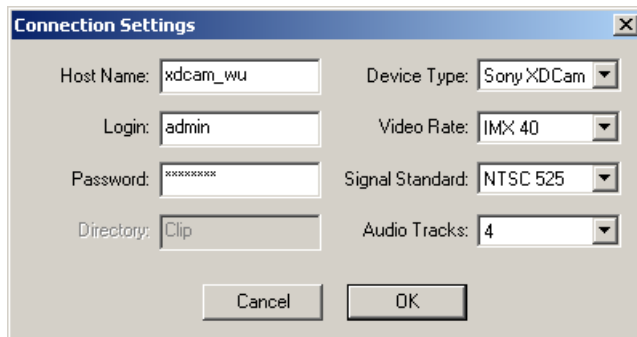 Connection Settings
Host Name: xdcam_wu Device Type: Sony XDCam
Login: admin Video Rate: IMX 40
Password: ******** Signal Standard: NTSC 525
Directory: Clip Audio Tracks: 4
Cancel OK